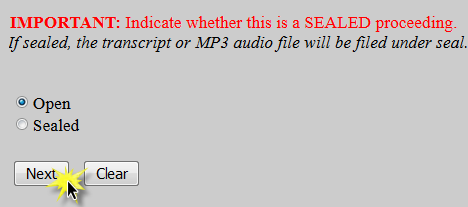 IMPORTANT: Indicate whether this is a SEALED proceeding.
If sealed, the transcript or MP3 audio file will be filed under seal.
Open
Sealed
Next Clear